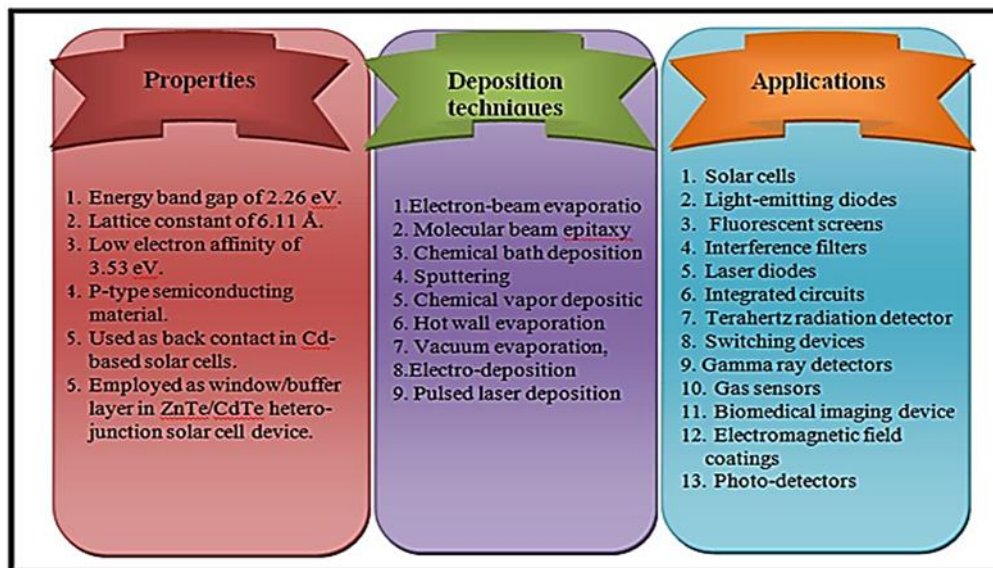 Properties
1. Energy band gap of 2.26 eV.
2. Lattice constant of 6.11 Å.
3. Low electron affinity of
3.53 eV.
4. P-type semiconducting
material.
5. Used as back contact in Cd-
based solar cells.
5. Employed as window/buffer
layer in ZnTe/CdTe hetero-
junction solar cell device.
Deposition
techniques
1.Electron-beam evaporatio
2. Molecular beam epitaxy
3. Chemical bath deposition
4. Sputtering
5. Chemical vapor depositic
6. Hot wall evaporation
7. Vacuum evaporation,
8.Electro-deposition
9. Pulsed laser deposition
Applications
1. Solar cells
2. Light-emitting diodes
3. Fluorescent screens
4. Interference filters
5. Laser diodes
6. Integrated circuits
7. Terahertz radiation detector
8. Switching devices
9. Gamma ray detectors
10. Gas sensors
11. Biomedical imaging device
12. Electromagnetic field
coatings
13. Photo-detectors